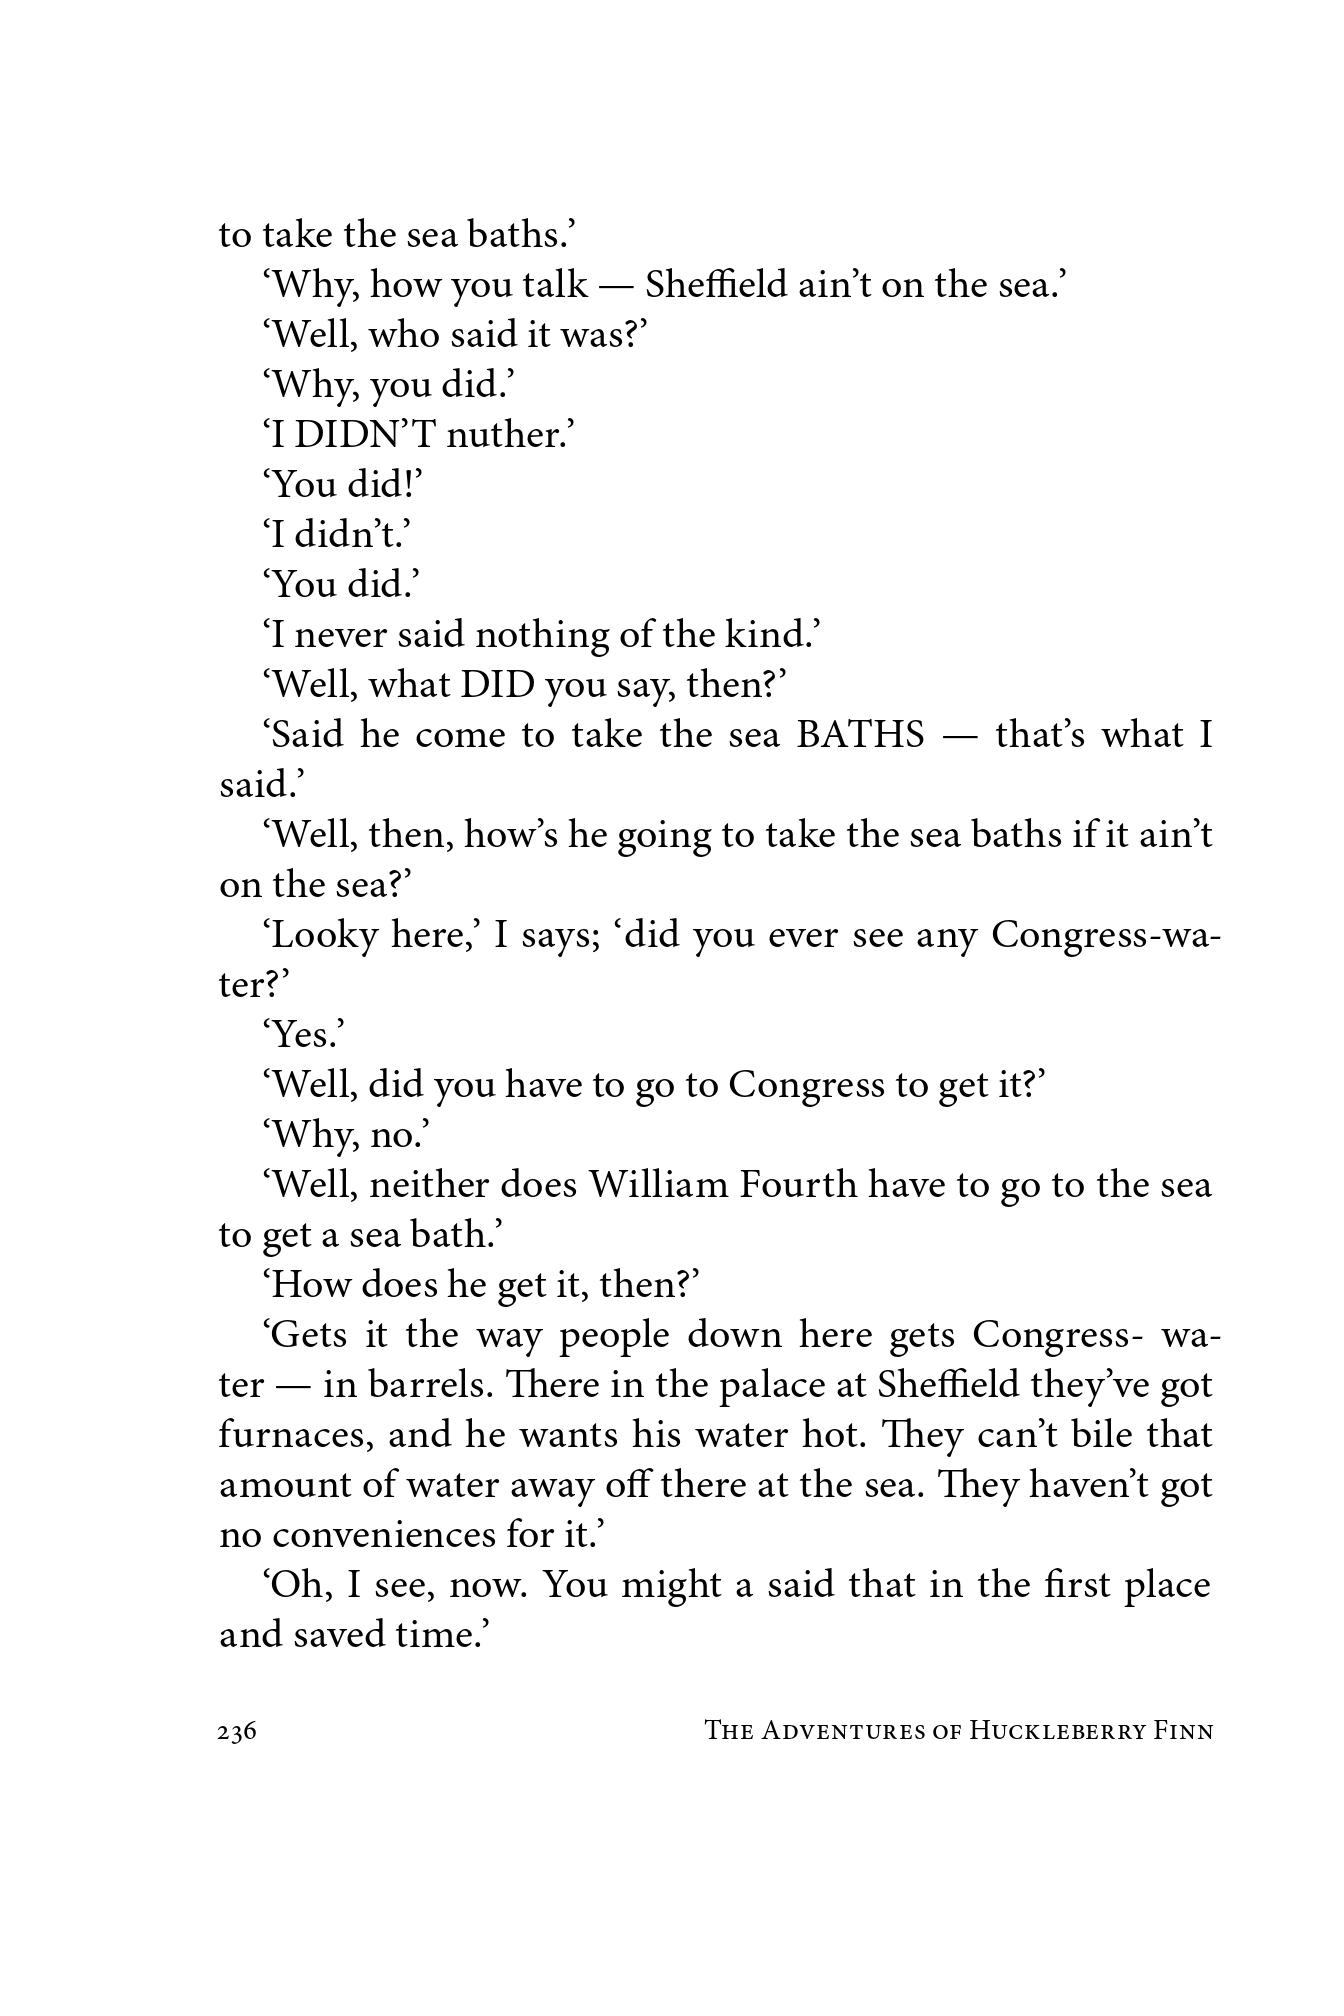 to take the sea baths.’
‘Why, how you talk — Sheffield ain’t on the sea.’
‘Well, who said it was?’
‘Why, you did.’
‘I DIDN’T nuther.’
‘You did!’
‘I didn’t.’
‘You did.’
‘I never said nothing of the kind.’
‘Well, what DID you say, then?’
‘Said he come to take the sea BATHS — that’s what I
said.’
‘Well, then, how’s he going to take the sea baths if it ain’t
on the sea?’
‘Looky here,’ I says; ‘did you ever see any Congress-wa-
ter?’
‘Yes.’
‘Well, did you have to go to Congress to get it?’
‘Why, no.’
‘Well, neither does William Fourth have to go to the sea
to get a sea bath.’
‘How does he get it, then?’
‘Gets it the way people down here gets Congress- wa-
ter — in barrels. There in the palace at Sheffield they’ve got
furnaces, and he wants his water hot. They can’t bile that
amount of water away off there at the sea. They haven’t got
no conveniences for it.’
‘Oh, I see, now. You might a said that in the first place
and saved time.’
236 The Adventures of Huckleberry Finn